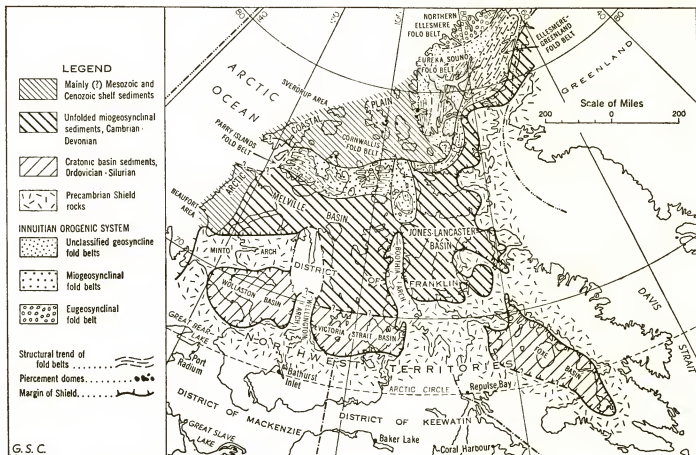 LEGEND
Mainly (?) Mesozoic and
Cenozoic shelf sediments
Unfolded miogeosynclinal
sediments, Cambrian-
Devonian
Cratonic basin sediments,
Ordovician-Silurian
Precambrian Shield
rocks
INNUITIAN OROGENIC SYSTEM
Unclassified geosyncline
fold belts
Miogeosynclinal
fold belts
Eugeosynclinal
fold belt
Structural trend of
fold belts
Piercement domes
Margin of Shield
G.S.C.
NORTHERN
ELLESMERE
FOLD BELT
ELLESMERE-
GREENLAND
FOLD BELT
EUREKA SOUND
FOLD BELT
GREENLAND
ARCTIC
OCEAN
SVERDRUP AREA
COASTAL PLAIN
Scale of Miles
200 0 200
PARRY ISLANDS
FOLD BELT
CORNWALLIS
FOLD BELT
BEAUFORT
AREA
ARCTIC
MELVILLE
BASIN
JONES-LANCASTER
BASIN
70
MINTO ARCH
DISTRICT OF FRANKLIN
BOOTHIA ARCH
WOLLASTON BASIN
WELLINGTON
ARCH
VICTORIA STRAIT BASIN
DAVIS
STRAIT
FOXE BASIN
GREAT BEAR
LAKE
NORTHWEST TERRITORIES
Port
Radium
Bathurst
Inlet
ARCTIC CIRCLE
Repulse Bay
DISTRICT OF MACKENZIE
DISTRICT OF KEEWATIN
GREAT SLAVE
LAKE
Baker Lake
Coral Harbour